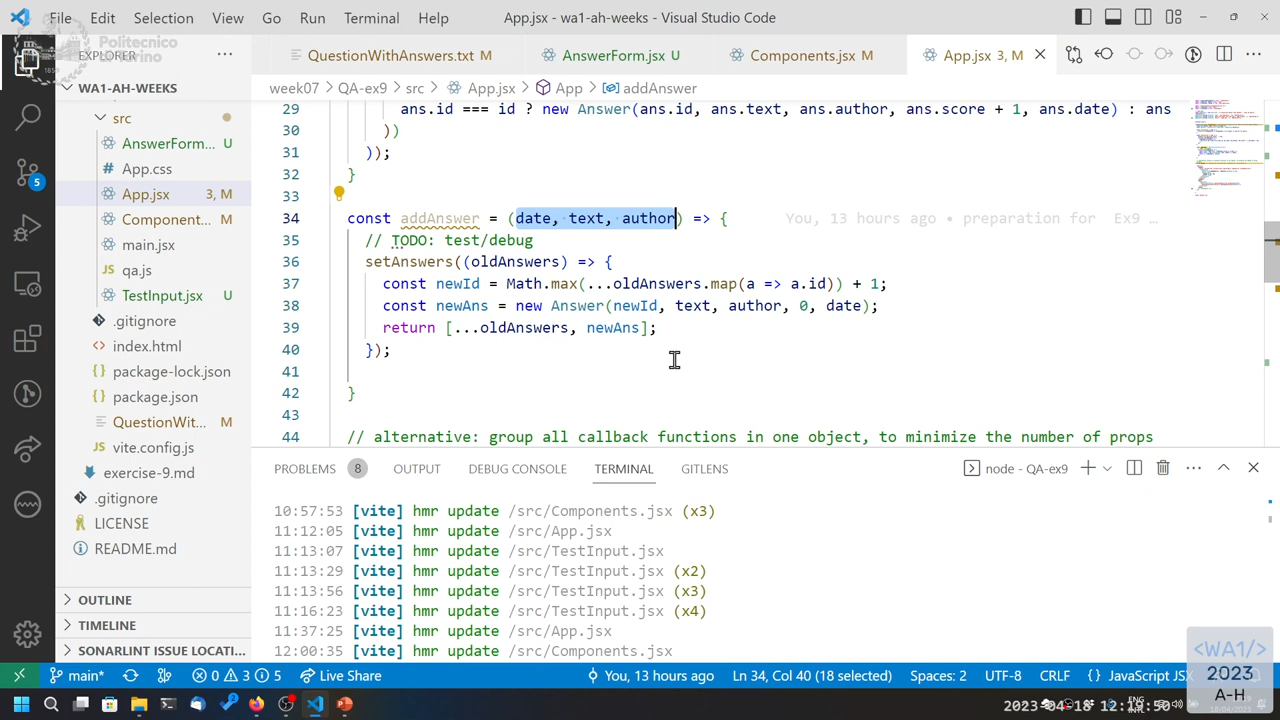 File Edit Selection View Go Run Terminal Help App.jsx - wa1-ah-weeks - Visual Studio Code
Politecnico
EXPLORER
1859
QuestionWithAnswers.txt M AnswerForm.jsx U Components.jsx M App.jsx 3, M
WA1-AH-WEEKS
week07 > QA-ex9 > src > App.jsx > App > addAnswer
src
AnswerForm... U
App.css
App.jsx 3, M
Component... M
main.jsx
qa.js
TestInput.jsx U
.gitignore
index.html
package-lock.json
package.json
QuestionWit... M
vite.config.js
exercise-9.md
.gitignore
LICENSE
README.md
OUTLINE
TIMELINE
SONARLINT ISSUE LOCATI...
5
29 ans.id === id ? new Answer(ans.id, ans.text, ans.author, ans.score + 1, ans.date) : ans
30 ))
31 ));
32
33
34 const addAnswer = (date, text, author) => { You, 13 hours ago • preparation for Ex9 …
35 // TODO: test/debug
36 setAnswers((oldAnswers) => {
37 const newId = Math.max(...oldAnswers.map(a => a.id)) + 1;
38 const newAns = new Answer(newId, text, author, 0, date);
39 return [...oldAnswers, newAns];
40 });
41
42 }
43
44 // alternative: group all callback functions in one object, to minimize the number of props
PROBLEMS 8 OUTPUT DEBUG CONSOLE TERMINAL GITLENS node - QA-ex9
10:57:53 [vite] hmr update /src/Components.jsx (x3)
11:12:05 [vite] hmr update /src/App.jsx
11:13:07 [vite] hmr update /src/TestInput.jsx
11:13:29 [vite] hmr update /src/TestInput.jsx (x2)
11:13:56 [vite] hmr update /src/TestInput.jsx (x3)
11:16:23 [vite] hmr update /src/TestInput.jsx (x4)
11:37:25 [vite] hmr update /src/App.jsx
12:00:35 [vite] hmr update /src/Components.jsx
<WA1/>
2023
A-H
main* 0 3 5 Live Share You, 13 hours ago Ln 34, Col 40 (18 selected) Spaces: 2 UTF-8 CRLF JavaScript JSX
ENG
18/04/2023